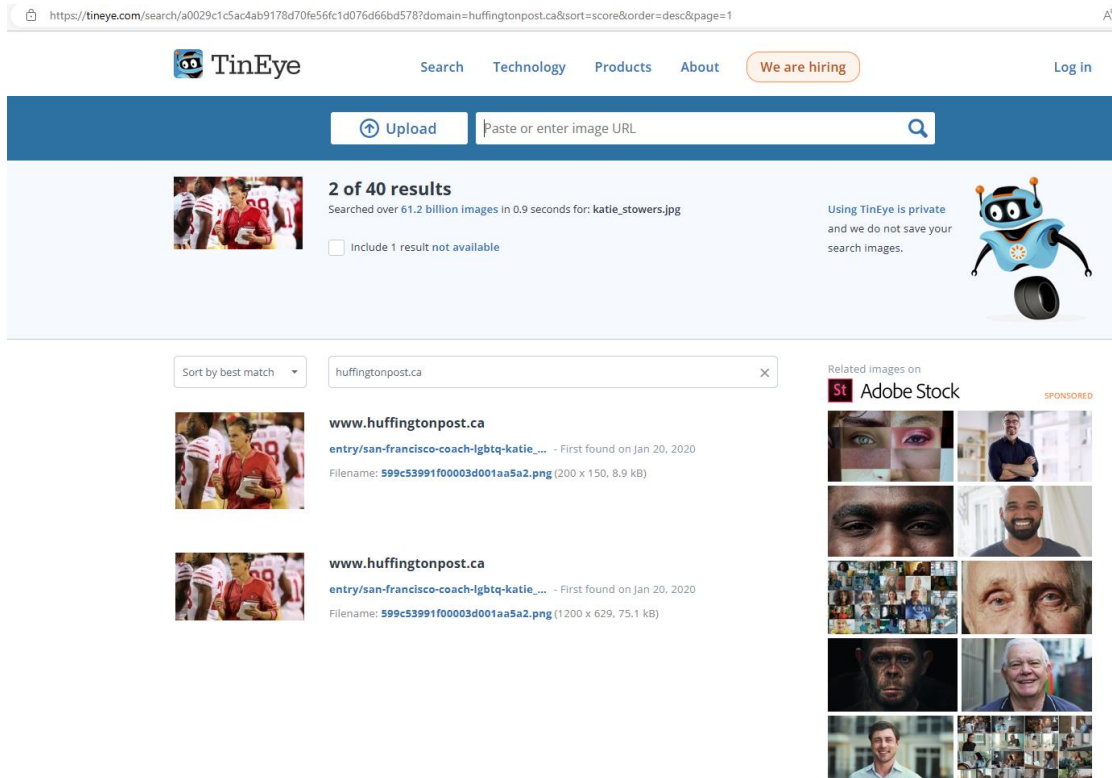 https://tineye.com/search/a0029c1c5ac4ab9178d70fe56fc1d076d66bd578?domain=huffingtonpost.ca&sort=score&order=desc&page=1
TinEye
Search Technology Products About We are hiring Log in
Upload Paste or enter image URL
2 of 40 results
Searched over 61.2 billion images in 0.9 seconds for: katie_stowers.jpg
Include 1 result not available
Using TinEye is private
and we do not save your
search images.
Sort by best match huffingtonpost.ca
Related images on
St Adobe Stock
SPONSORED
www.huffingtonpost.ca
entry/san-francisco-coach-lgbtq-katie_... - First found on Jan 20, 2020
Filename: 599c53991f00003d001aa5a2.png (200 x 150, 8.9 kB)
www.huffingtonpost.ca
entry/san-francisco-coach-lgbtq-katie_... - First found on Jan 20, 2020
Filename: 599c53991f00003d001aa5a2.png (1200 x 629, 75.1 kB)